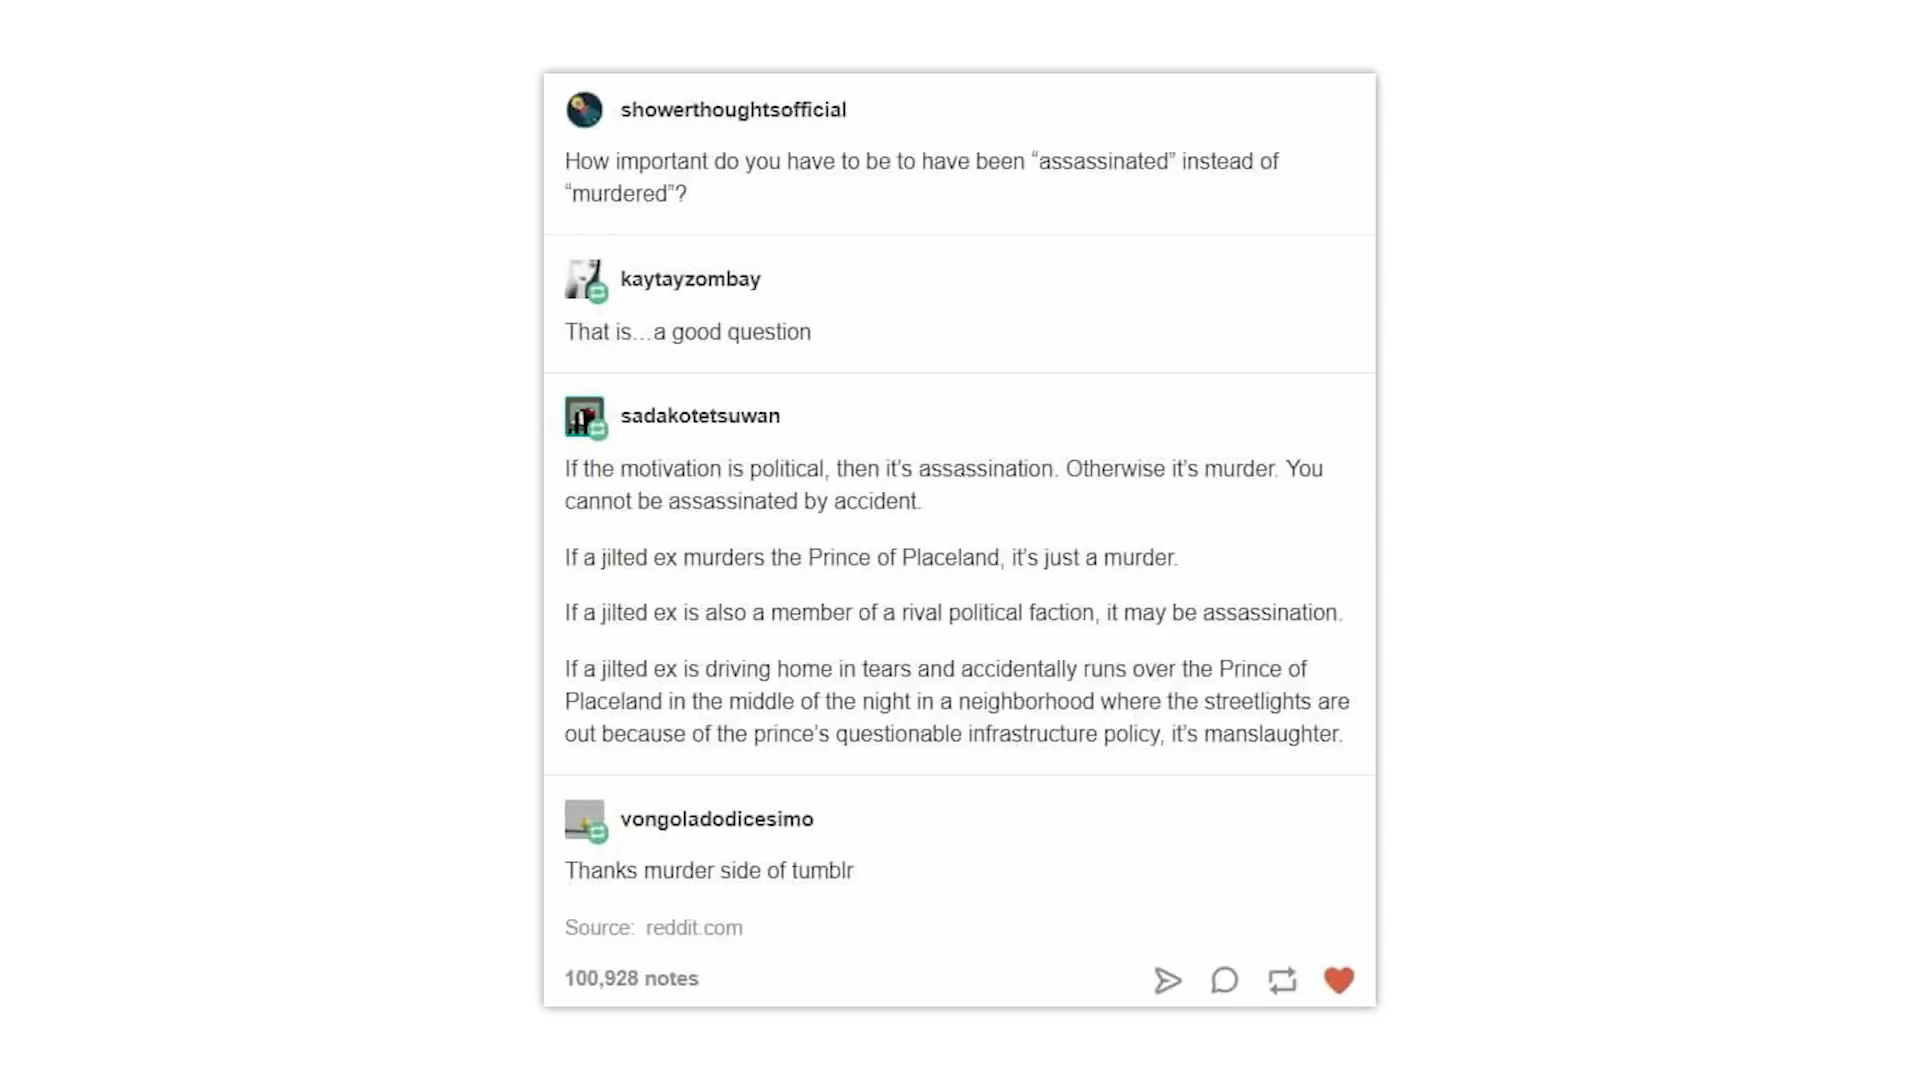 showerthoughtsofficial
How important do you have to be to have been “assassinated” instead of
“murdered”?
kaytayzombay
That is…a good question
sadakotetsuwan
If the motivation is political, then it’s assassination. Otherwise it’s murder. You
cannot be assassinated by accident.
If a jilted ex murders the Prince of Placeland, it’s just a murder.
If a jilted ex is also a member of a rival political faction, it may be assassination.
If a jilted ex is driving home in tears and accidentally runs over the Prince of
Placeland in the middle of the night in a neighborhood where the streetlights are
out because of the prince’s questionable infrastructure policy, it’s manslaughter.
vongoladodicesimo
Thanks murder side of tumblr
Source: reddit.com
100,928 notes